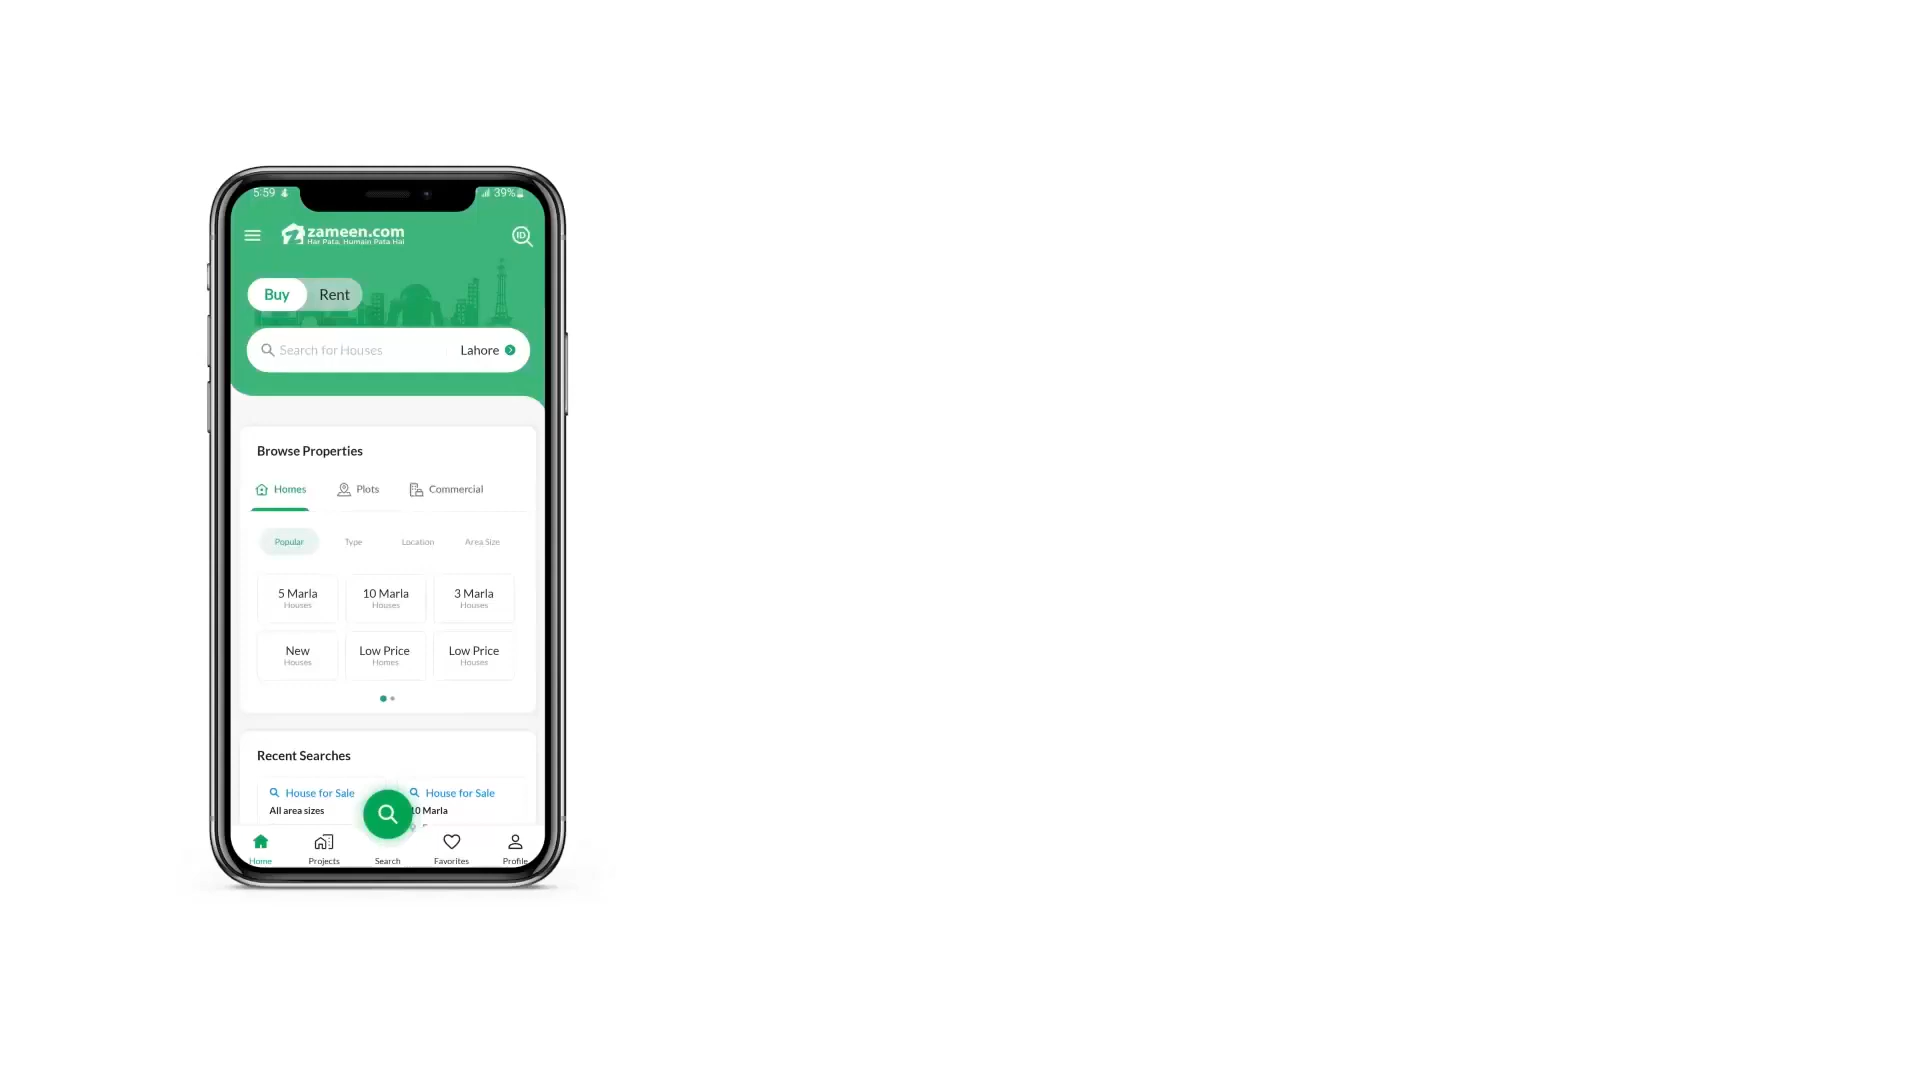 5:59 39%
zameen.com
Har Pata, Humain Pata Hai
ID
Buy Rent
Search for Houses Lahore
Browse Properties
Homes Plots Commercial
Popular Type Location Area Size
5 Marla 10 Marla 3 Marla
Houses Houses Houses
New Low Price Low Price
Houses Homes Houses
Recent Searches
House for Sale House for Sale
All area sizes 10 Marla
Home Projects Search Favorites Profile